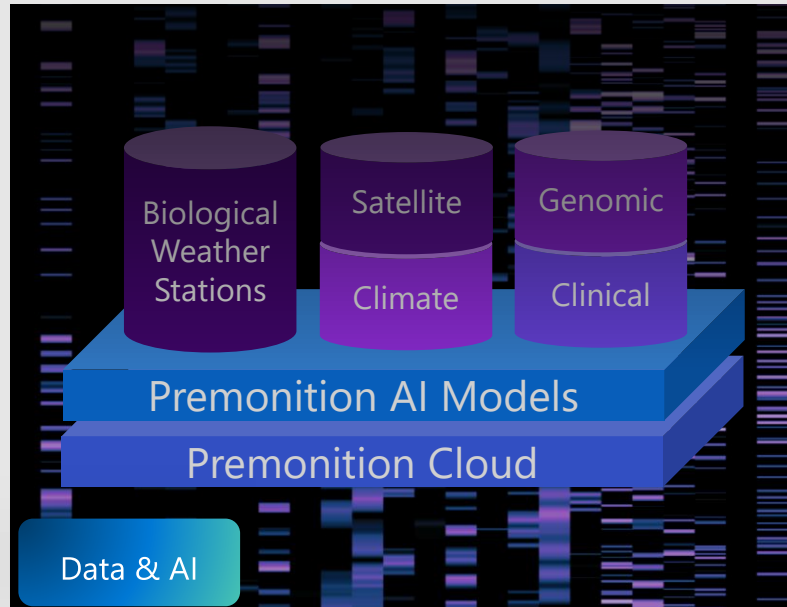 Biological
Weather
Stations
Satellite
Climate
Genomic
Clinical
Premonition AI Models
Premonition Cloud
Data & AI